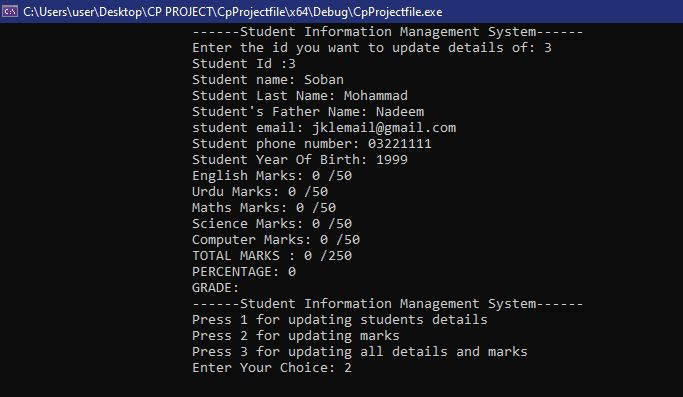 C:\Users\user\Desktop\CP PROJECT\CpProjectfile\x64\Debug\CpProjectfile.exe
------Student Information Management System------
Enter the id you want to update details of: 3
Student Id :3
Student name: Soban
Student Last Name: Mohammad
Student's Father Name: Nadeem
student email: jklemail@gmail.com
Student phone number: 03221111
Student Year Of Birth: 1999
English Marks: 0 /50
Urdu Marks: 0 /50
Maths Marks: 0 /50
Science Marks: 0 /50
Computer Marks: 0 /50
TOTAL MARKS : 0 /250
PERCENTAGE: 0
GRADE:
------Student Information Management System------
Press 1 for updating students details
Press 2 for updating marks
Press 3 for updating all details and marks
Enter Your Choice: 2